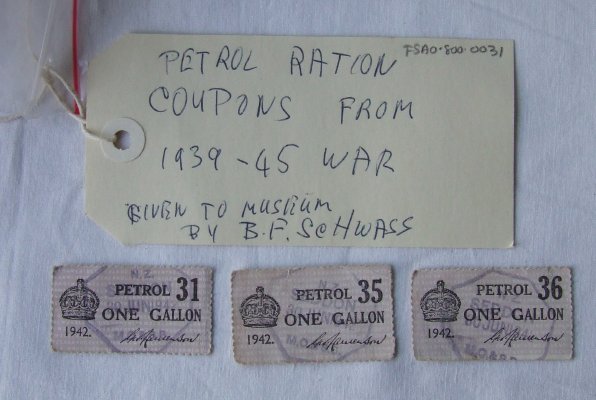 FSA0.800.0031
PETROL RATION
COUPONS FROM
1939-45 WAR
GIVEN TO MUSEUM
BY B.F. SCHWASS
N.Z.
PETROL 31
ONE GALLON
1942.
PETROL 35
ONE GALLON
1942.
PETROL 36
ONE GALLON
1942.